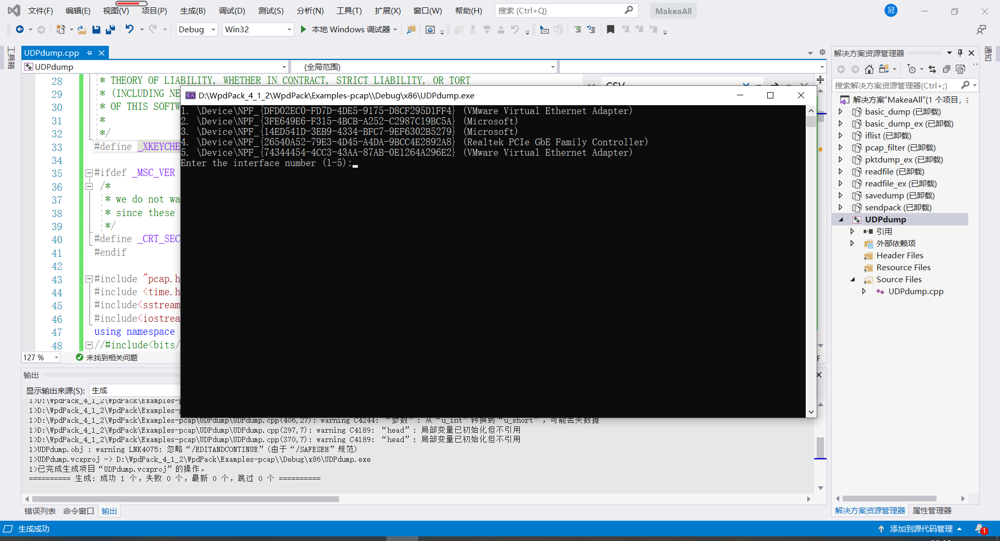 文件(F) 编辑(E) 视图(V) 项目(P) 生成(B) 调试(D) 测试(S) 分析(N) 工具(T) 扩展(X) 窗口(W) 帮助(H) 搜索 (Ctrl+Q) MakeaAll 冠
Debug Win32 本地 Windows 调试器
工具箱
UDPdump.cpp
UDPdump (全局范围)
28 * THEORY OF LIABILITY, WHETHER IN CONTRACT, STRICT LIABILITY, OR TORT
29 * (INCLUDING NE
30 * OF THIS SOFTW
31 *
32 */
33 #define _XKEYCHE
34
35 #ifdef _MSC_VER
36 /*
37 * we do not wa
38 * since these
39 */
40 #define _CRT_SEC
41 #endif
42
43 #include "pcap.h
44 #include <time.h
45 #include<sstream
46 #include<iostrea
47 using namespace
48 //#include<bits/
127 % 未找到相关问题
D:\WpdPack_4_1_2\WpdPack\Examples-pcap\\Debug\x86\UDPdump.exe
1. \Device\NPF_{DFD02EC0-FD7D-4DE5-9175-D8CF295D1FF4} (VMware Virtual Ethernet Adapter)
2. \Device\NPF_{3FE649E6-F315-4BCB-A252-C2987C19BC5A} (Microsoft)
3. \Device\NPF_{14ED541D-3EB9-4334-BFC7-9EF6302B5279} (Microsoft)
4. \Device\NPF_{26540A52-79E3-4D45-A4DA-9BCC4E2892A8} (Realtek PCIe GbE Family Controller)
5. \Device\NPF_{74344454-4CC3-43AA-87AB-0E1264A296E2} (VMware Virtual Ethernet Adapter)
Enter the interface number (1-5):
输出
显示输出来源(S): 生成
1>D:\WpdPack_4_1_2\WpdPack\Examples-p
1>D:\WpdPack_4_1_2\WpdPack\Examples-p
1>D:\WpdPack_4_1_2\WpdPack\Examples-pcap\UDPdump\UDPdump.cpp(406,27): warning C4244: “参数”: 从“u_int”转换到“u_short”，可能丢失数据
1>D:\WpdPack_4_1_2\WpdPack\Examples-pcap\UDPdump\UDPdump.cpp(297,7): warning C4189: “head”: 局部变量已初始化但不引用
1>D:\WpdPack_4_1_2\WpdPack\Examples-pcap\UDPdump\UDPdump.cpp(370,7): warning C4189: “head”: 局部变量已初始化但不引用
1>UDPdump.obj : warning LNK4075: 忽略“/EDITANDCONTINUE”(由于“/SAFESEH”规范)
1>UDPdump.vcxproj -> D:\WpdPack_4_1_2\WpdPack\Examples-pcap\\Debug\x86\UDPdump.exe
1>已完成生成项目“UDPdump.vcxproj”的操作。
========== 生成: 成功 1 个，失败 0 个，最新 0 个，跳过 0 个 ==========
错误列表 命令窗口 输出
解决方案资源管理器
搜索解决方案资源管理器(Ctrl+;)
解决方案“MakeaAll”(1 个项目，
basic_dump (已卸载)
basic_dump_ex (已卸载)
iflist (已卸载)
pcap_filter (已卸载)
pktdump_ex (已卸载)
readfile (已卸载)
readfile_ex (已卸载)
savedump (已卸载)
sendpack (已卸载)
UDPdump
引用
外部依赖项
Header Files
Resource Files
Source Files
UDPdump.cpp
解决方案资源管理器 属性管理器
通知
生成成功 添加到源代码管理 1